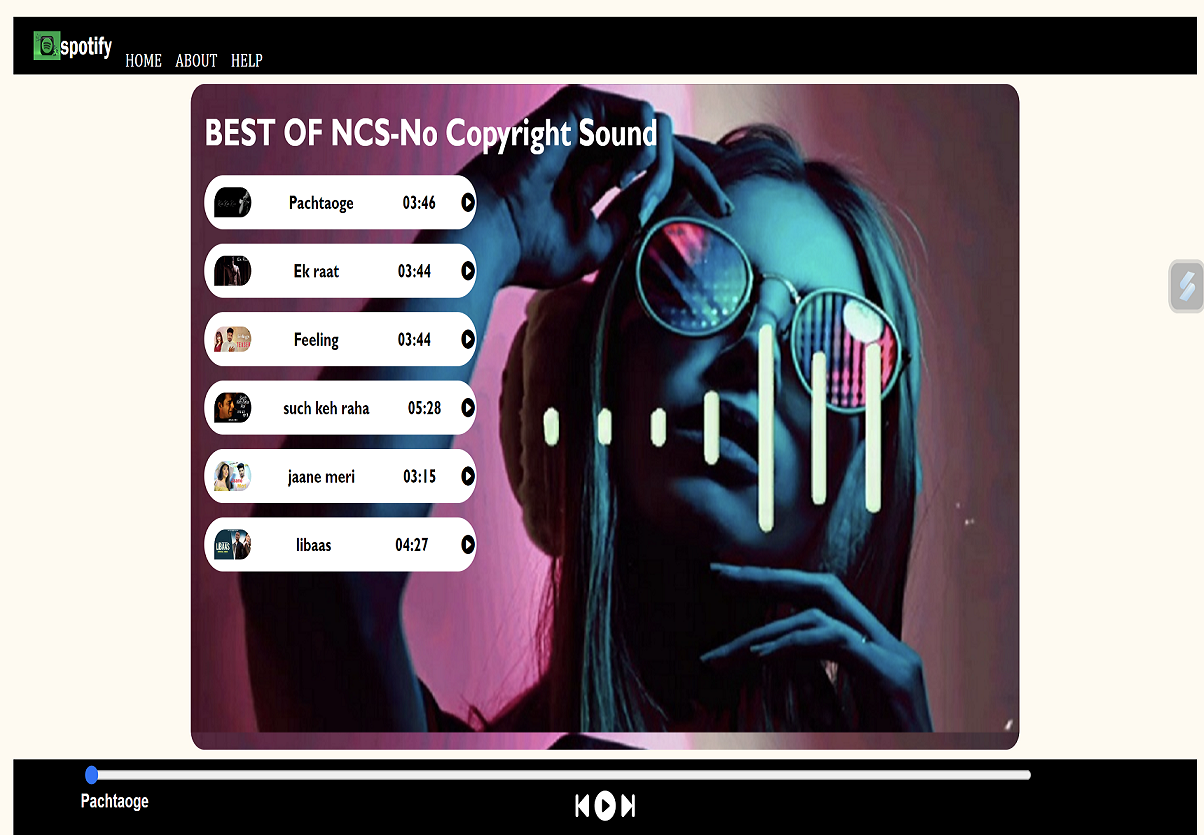 spotify
HOME ABOUT HELP
BEST OF NCS-No Copyright Sound
Pachtaoge 03:46
Ek raat 03:44
Feeling 03:44
such keh raha 05:28
jaane meri 03:15
LIBAAS libaas 04:27
Pachtaoge